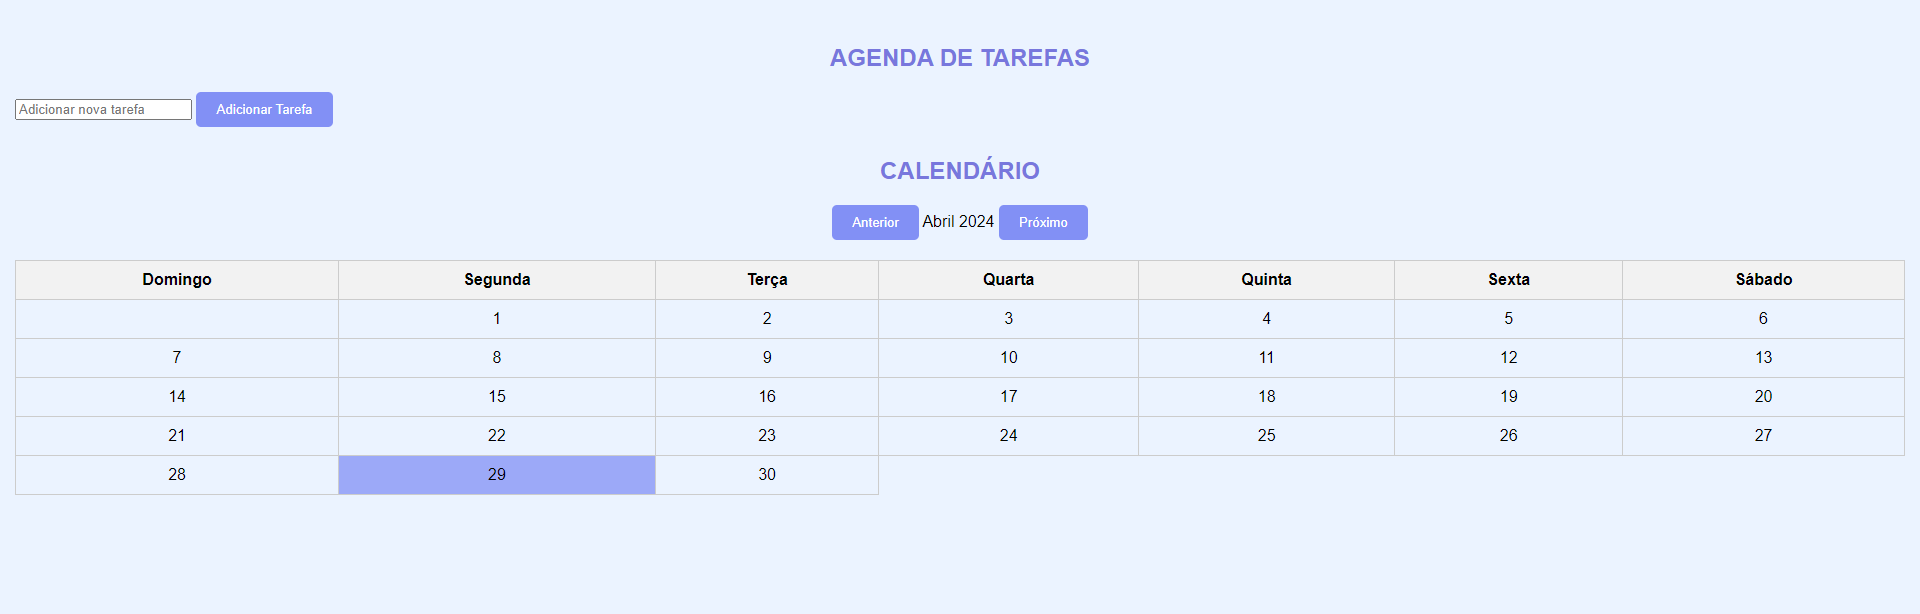 AGENDA DE TAREFAS
Adicionar nova tarefa Adicionar Tarefa
CALENDÁRIO
Anterior Abril 2024 Próximo
Domingo Segunda Terça Quarta Quinta Sexta Sábado
1 2 3 4 5 6
7 8 9 10 11 12 13
14 15 16 17 18 19 20
21 22 23 24 25 26 27
28 29 30